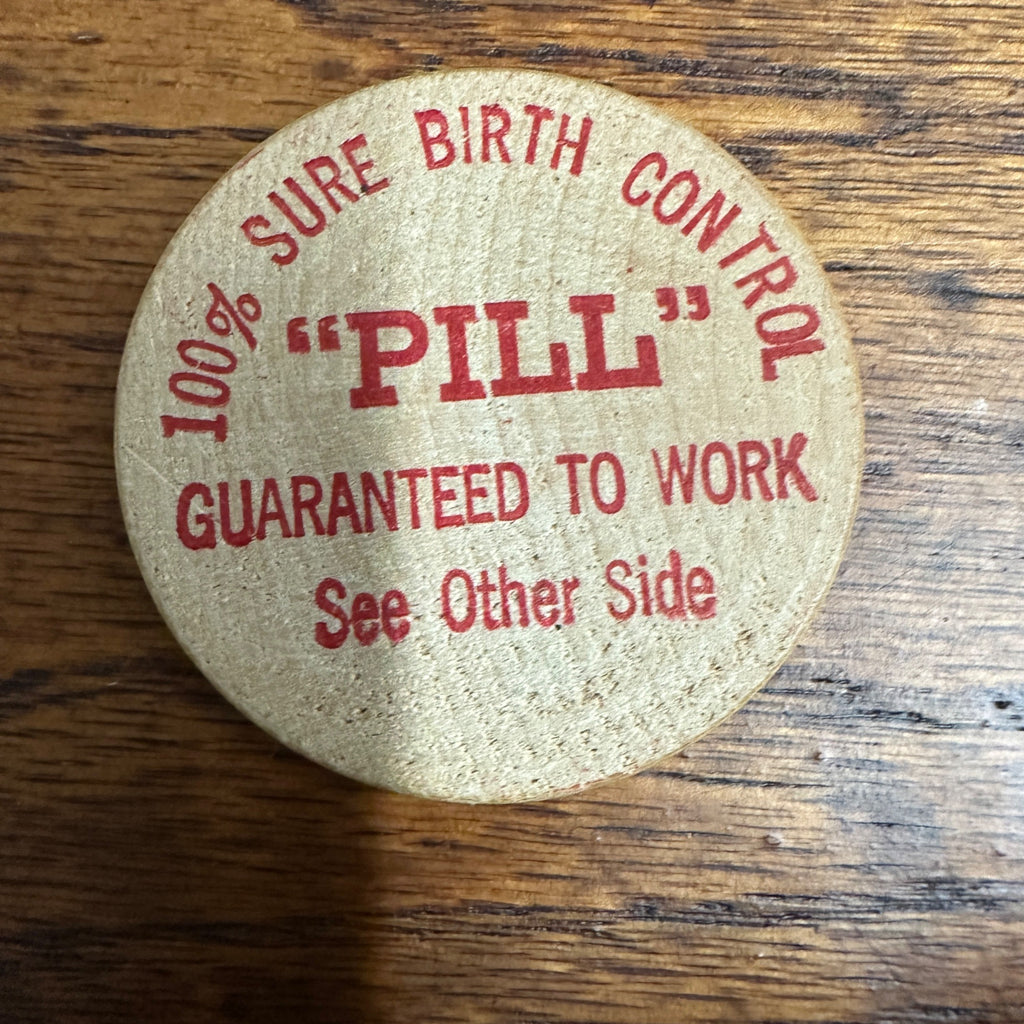 100% SURE BIRTH CONTROL
“PILL”
GUARANTEED TO WORK
See Other Side